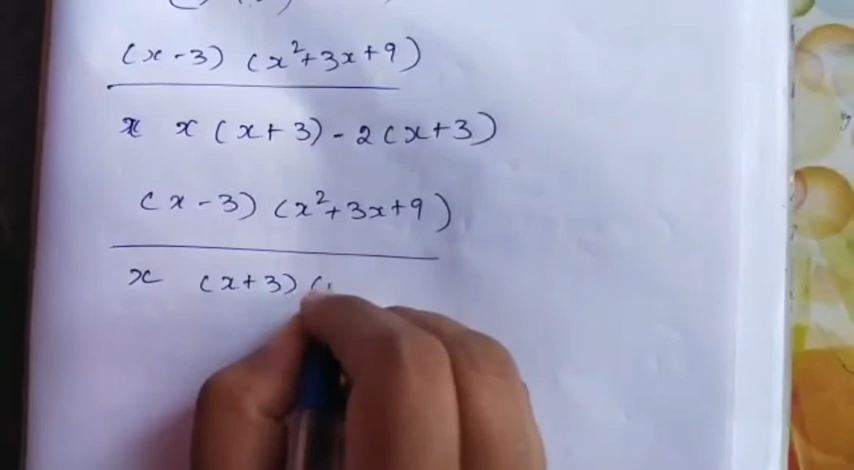 (x-3) (x²+3x+9)
x x(x+3)-2(x+3)
(x-3) (x²+3x+9)
x (x+3)(